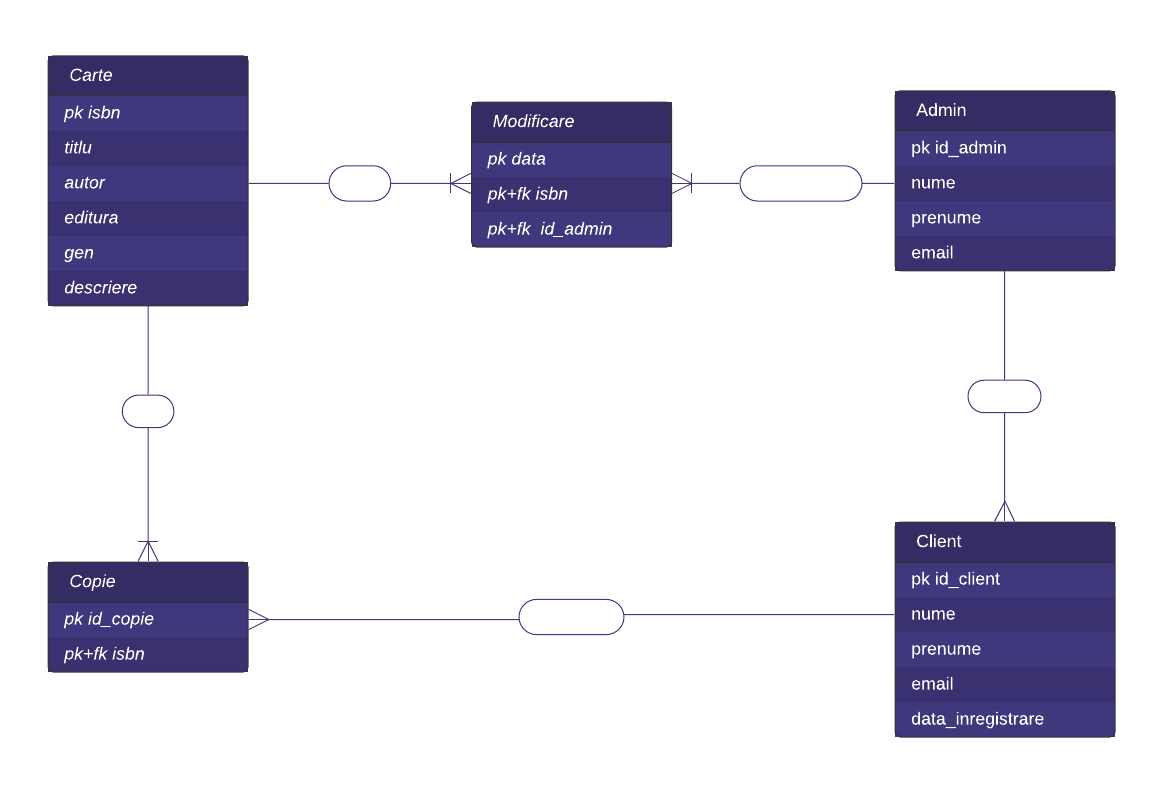 Carte
pk isbn
titlu
autor
editura
gen
descriere
Modificare
pk data
pk+fk isbn
pk+fk id_admin
Admin
pk id_admin
nume
prenume
email
Copie
pk id_copie
pk+fk isbn
Client
pk id_client
nume
prenume
email
data_inregistrare